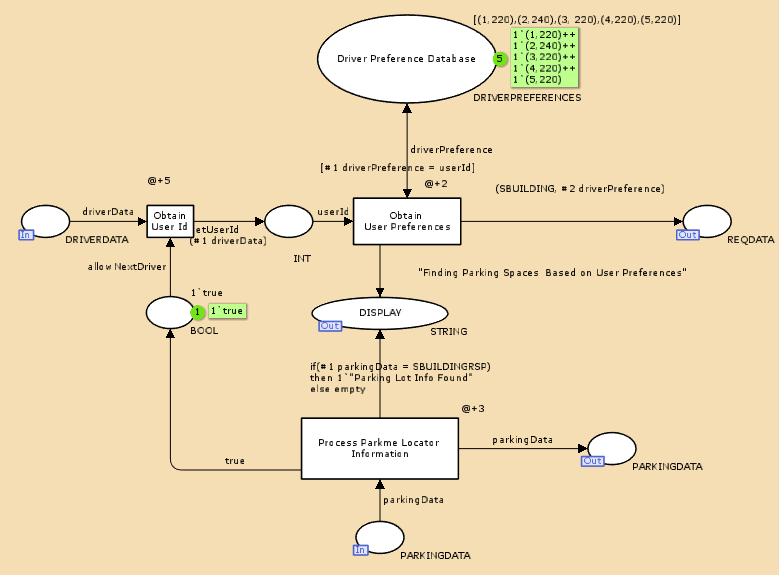 [(1,220),(2,240),(3, 220),(4,220),(5,220)]
Driver Preference Database
5
1`(1,220)++
1`(2,240)++
1`(3,220)++
1`(4,220)++
1`(5,220)
DRIVERPREFERENCES
driverPreference
[#1 driverPreference = userId]
@+5
@+2
(SBUILDING, #2 driverPreference)
driverData
In
DRIVERDATA
Obtain
User Id
etUserId
(#1 driverData)
INT
userId
Obtain
User Preferences
Out
REQDATA
allow NextDriver
"Finding Parking Spaces Based on User Preferences"
1`true
1
1`true
BOOL
DISPLAY
Out
STRING
if(#1 parkingData = SBUILDINGRSP)
then 1`"Parking Lot Info Found"
else empty
@+3
Process Parkme Locator
Information
parkingData
Out
PARKINGDATA
true
parkingData
In
PARKINGDATA